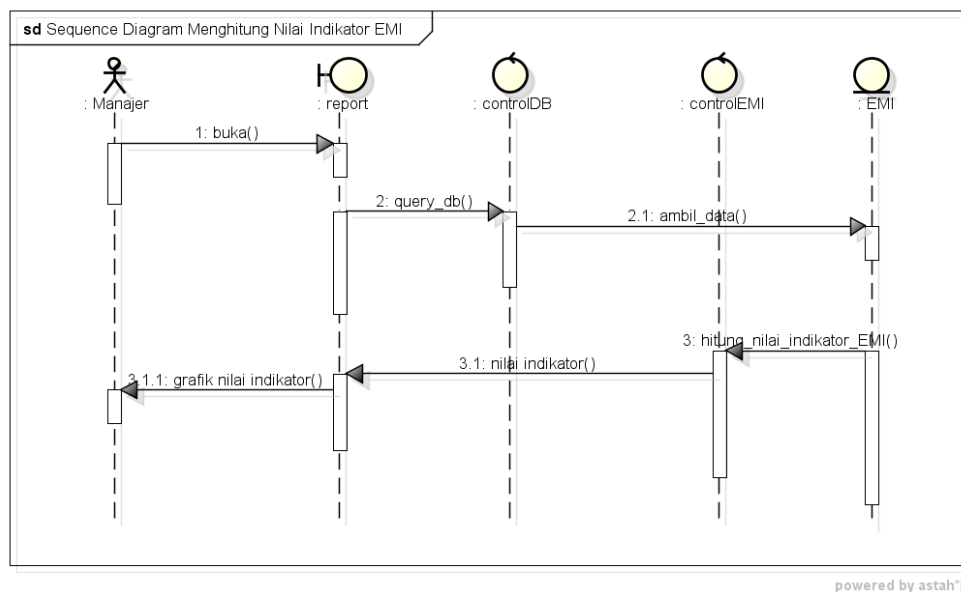 sd Sequence Diagram Menghitung Nilai Indikator EMI
: Manajer
: report
: controlDB
: controlEMI
: EMI
1: buka()
2: query_db()
2.1: ambil_data()
3: hitung_nilai_indikator_EMI()
3.1: nilai indikator()
3.1.1: grafik nilai indikator()
powered by astah*